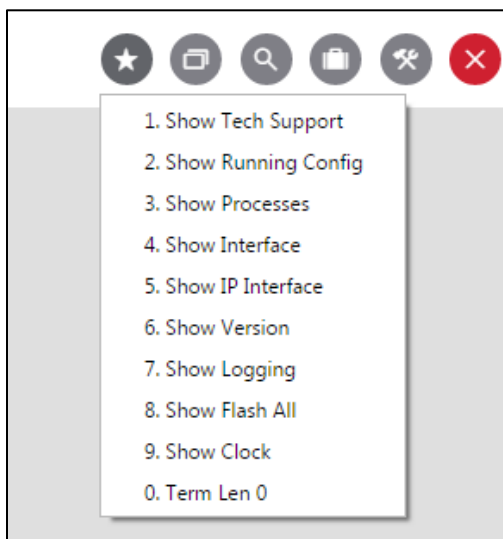 1. Show Tech Support
2. Show Running Config
3. Show Processes
4. Show Interface
5. Show IP Interface
6. Show Version
7. Show Logging
8. Show Flash All
9. Show Clock
0. Term Len 0